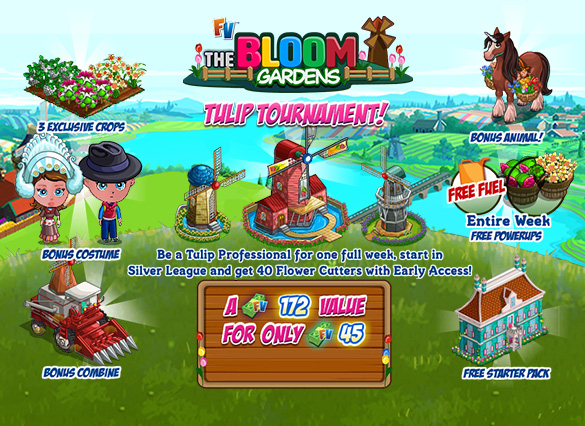 FV
THE BLOOM
GARDENS
TULIP TOURNAMENT!
3 EXCLUSIVE CROPS
BONUS ANIMAL!
FREE FUEL
Entire Week
FREE POWERUPS
BONUS COSTUME
Be a Tulip Professional for one full week, start in
Silver League and get 40 Flower Cutters with Early Access!
A FV 172 VALUE
FOR ONLY FV 45
BONUS COMBINE
FREE STARTER PACK